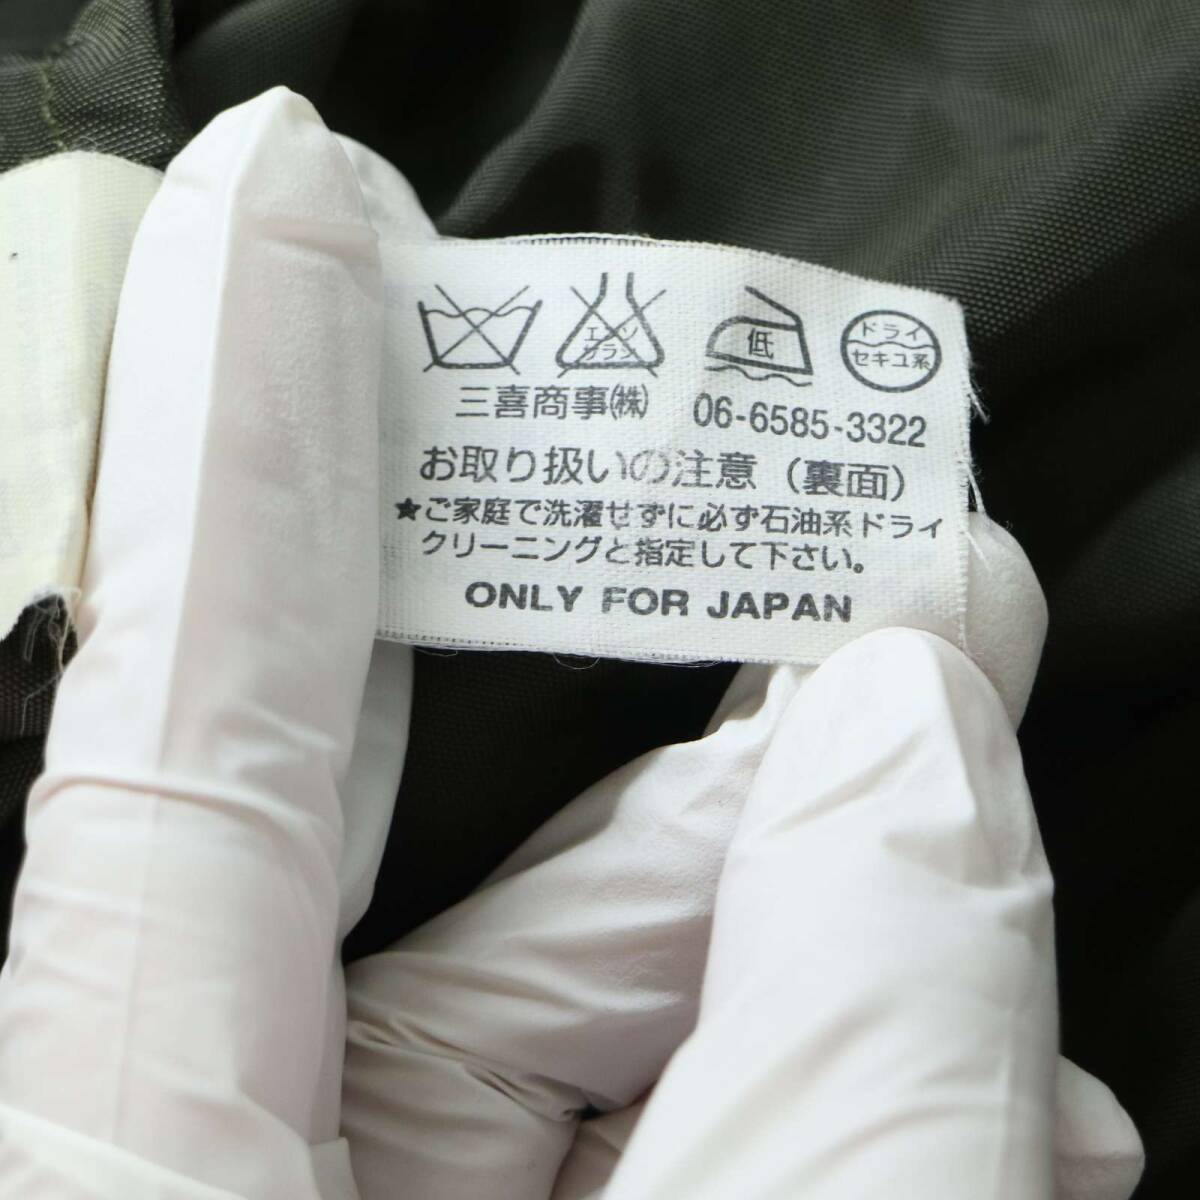 エンソ
サラシ
低
ドライ
セキユ系
三喜商事㈱ 06-6585-3322
お取り扱いの注意（裏面）
★ご家庭で洗濯せずに必ず石油系ドライ
クリーニングと指定して下さい。
ONLY FOR JAPAN